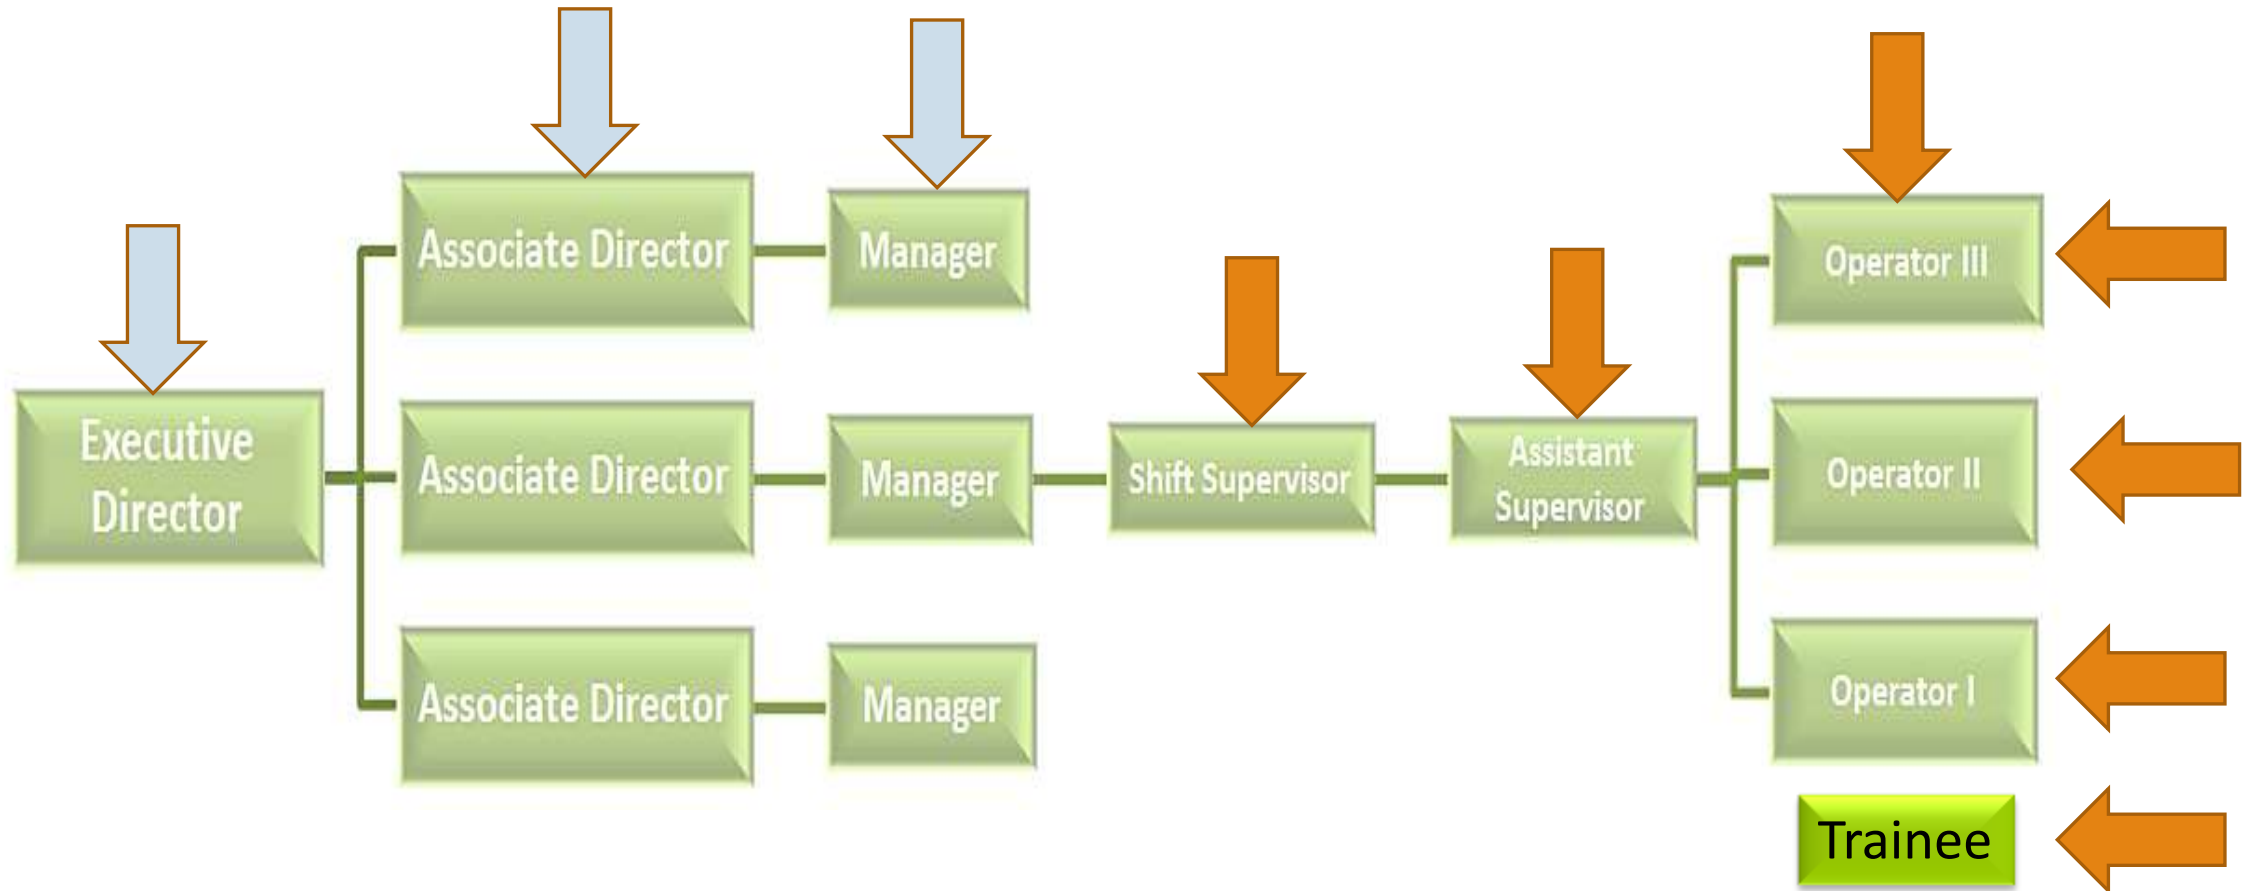 Executive
Director
Associate Director
Manager
Associate Director
Manager
Associate Director
Manager
Shift Supervisor
Assistant
Supervisor
Operator III
Operator II
Operator I
Trainee